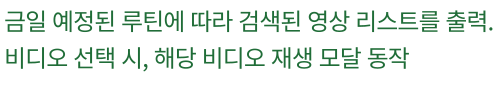 금일 예정된 루틴에 따라 검색된 영상 리스트를 출력.
비디오 선택 시, 해당 비디오 재생 모달 동작